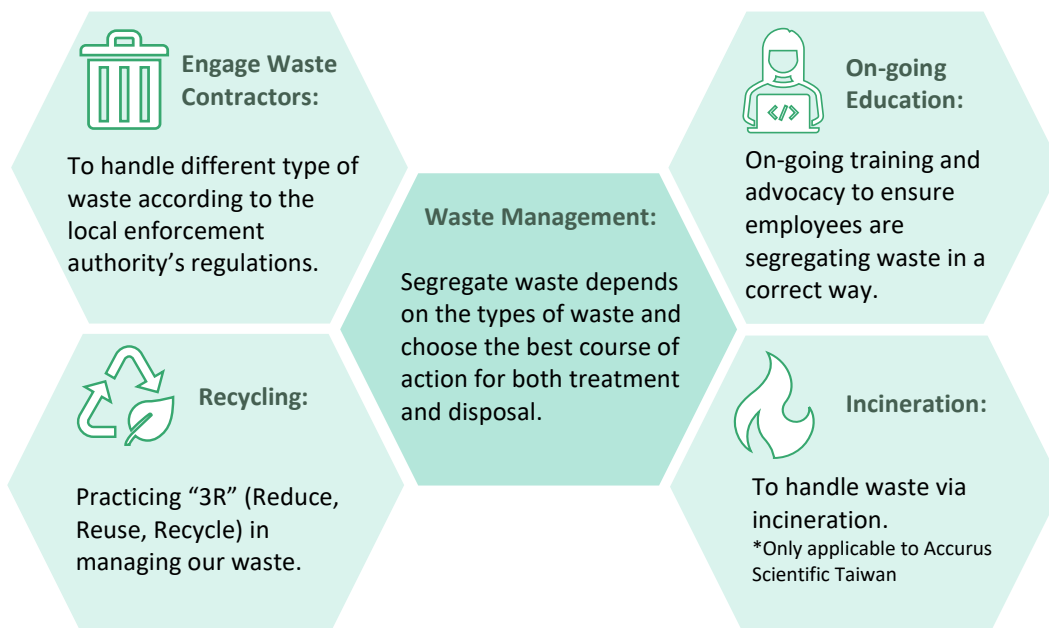 Engage Waste
Contractors:
To handle different type of
waste according to the
local enforcement
authority’s regulations.
On-going
Education:
On-going training and
advocacy to ensure
employees are
segregating waste in a
correct way.
Waste Management:
Segregate waste depends
on the types of waste and
choose the best course of
action for both treatment
and disposal.
Recycling:
Practicing “3R” (Reduce,
Reuse, Recycle) in
managing our waste.
Incineration:
To handle waste via
incineration.
*Only applicable to Accurus
Scientific Taiwan